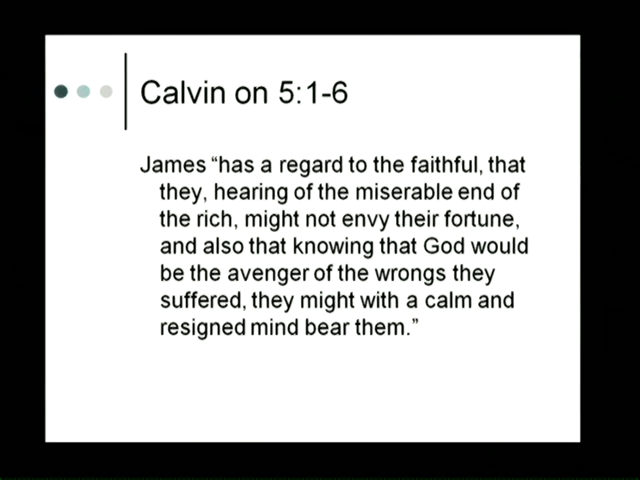 Calvin on 5:1-6
James “has a regard to the faithful, that
they, hearing of the miserable end of
the rich, might not envy their fortune,
and also that knowing that God would
be the avenger of the wrongs they
suffered, they might with a calm and
resigned mind bear them.”